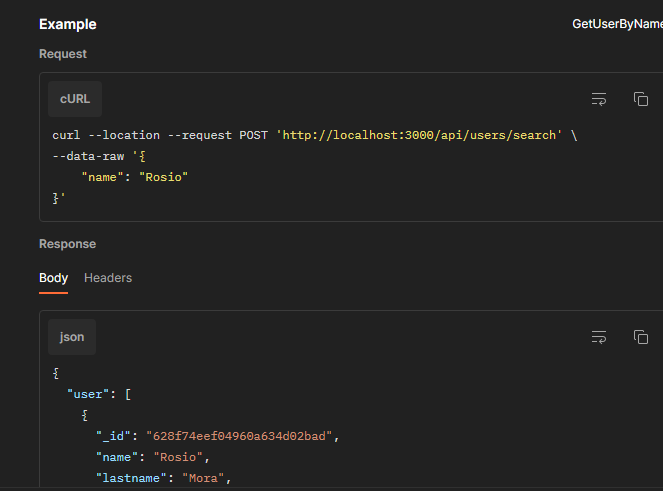 Example
GetUserByName
Request
cURL
curl --location --request POST 'http://localhost:3000/api/users/search' \
--data-raw '{
    "name": "Rosio"
}'
Response
Body Headers
json
{
  "user": [
    {
      "_id": "628f74eef04960a634d02bad",
      "name": "Rosio",
      "lastname": "Mora",